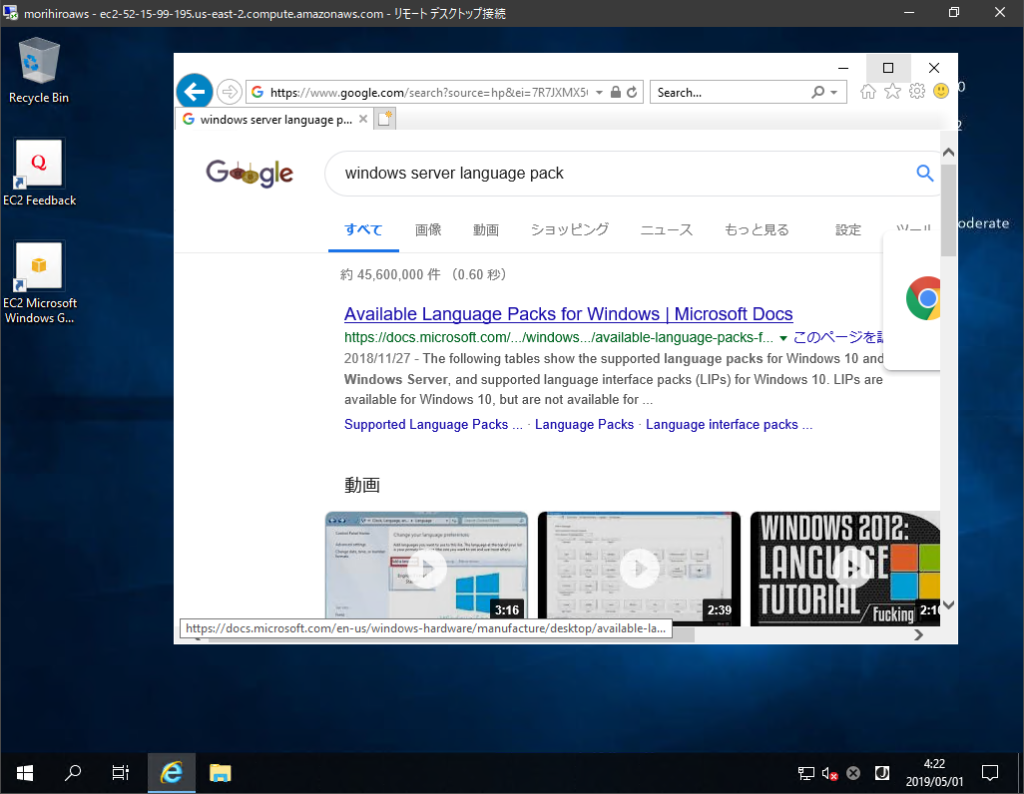 morihiroaws - ec2-52-15-99-195.us-east-2.compute.amazonaws.com - リモート デスクトップ接続
Recycle Bin
EC2 Feedback
EC2 Microsoft
Windows G...
https://www.google.com/search?source=hp&ei=7R7JXMX5
Search...
windows server language p...
Google
windows server language pack
すべて 画像 動画 ショッピング ニュース もっと見る 設定 ツール
oderate
約 45,600,000 件 （0.60 秒）
Available Language Packs for Windows | Microsoft Docs
https://docs.microsoft.com/.../windows.../available-language-packs-f... このページを
2018/11/27 - The following tables show the supported language packs for Windows 10 and
Windows Server, and supported language interface packs (LIPs) for Windows 10. LIPs are
available for Windows 10, but are not available for ...
Supported Language Packs ... · Language Packs · Language interface packs ...
動画
Change your language preferences
3:16
2:39
WINDOWS 2012:
LANGUAGE
TUTORIAL
Fucking
2:10
https://docs.microsoft.com/en-us/windows-hardware/manufacture/desktop/available-la...
4:22
2019/05/01